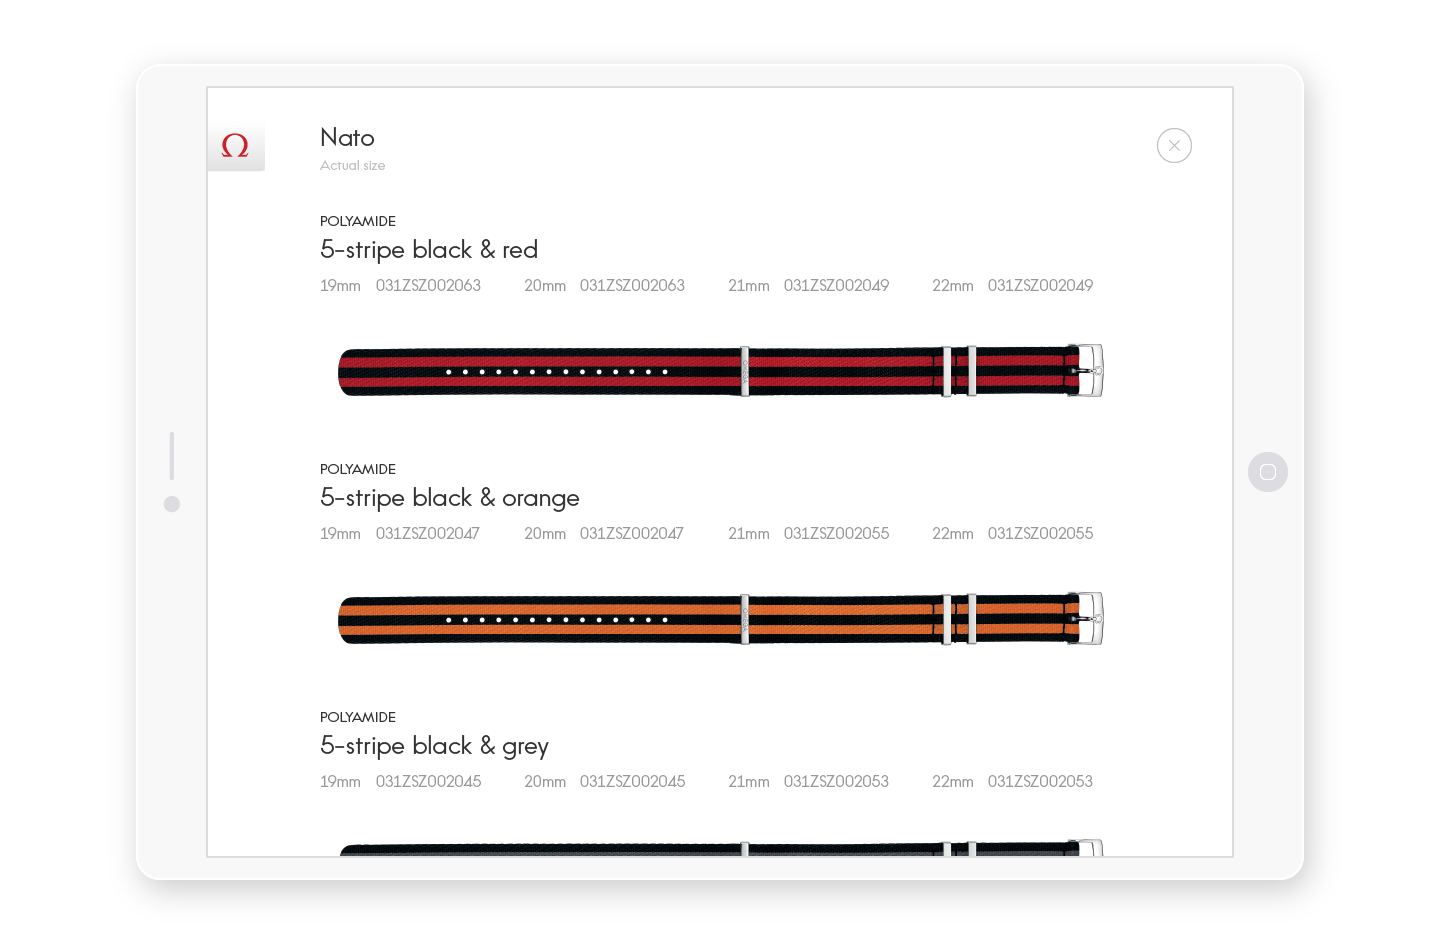 Ω
Nato
Actual size
POLYAMIDE
5-stripe black & red
19mm 031ZSZ002063 20mm 031ZSZ002063 21mm 031ZSZ002049 22mm 031ZSZ002049
OMEGA
POLYAMIDE
5-stripe black & orange
19mm 031ZSZ002047 20mm 031ZSZ002047 21mm 031ZSZ002055 22mm 031ZSZ002055
OMEGA
POLYAMIDE
5-stripe black & grey
19mm 031ZSZ002045 20mm 031ZSZ002045 21mm 031ZSZ002053 22mm 031ZSZ002053